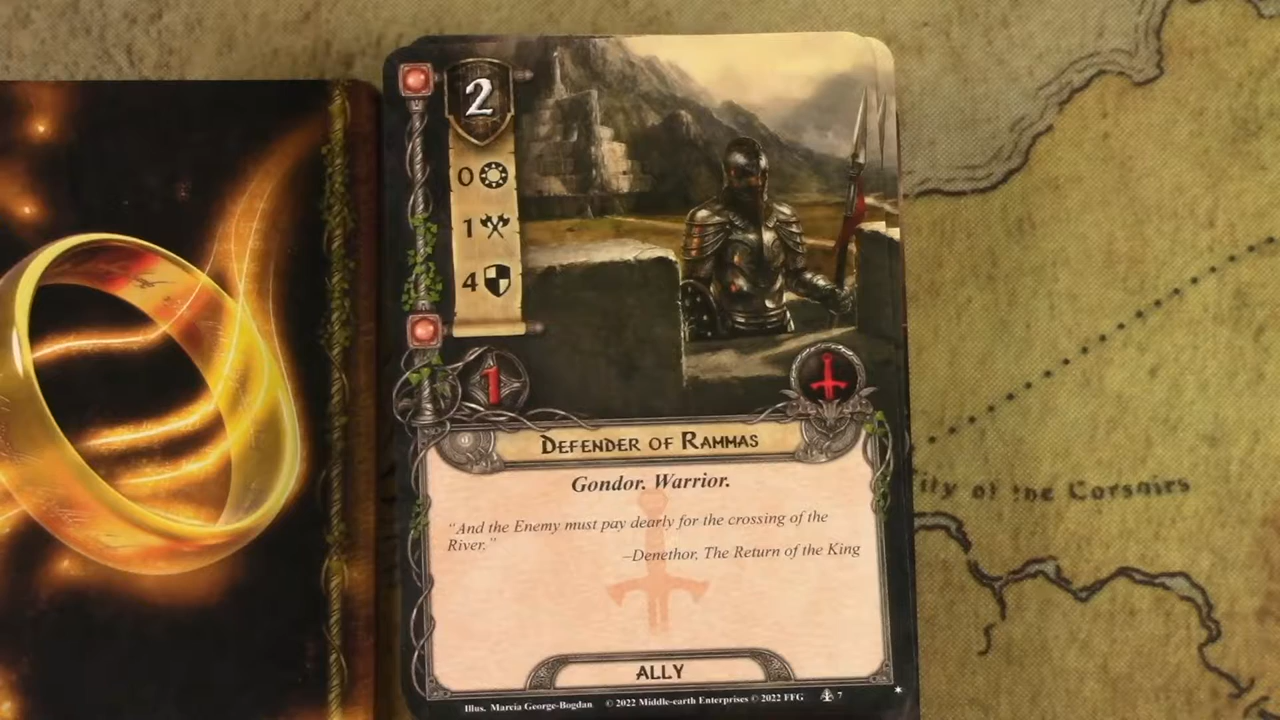 2
0
1
4
1
DEFENDER OF RAMMAS
Gondor. Warrior.
"And the Enemy must pay dearly for the crossing of the
River."
–Denethor, The Return of the King
ALLY
Illus. Marcia George-Bogdan © 2022 Middle-earth Enterprises © 2022 FFG 7
ity of the Corsairs